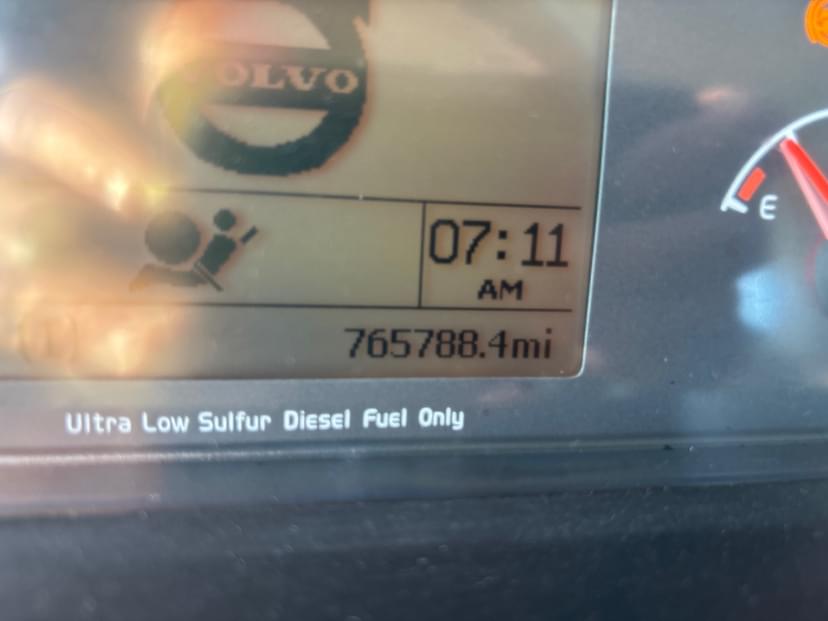 VOLVO
07:11
AM
E
765788.4mi
Ultra Low Sulfur Diesel Fuel Only